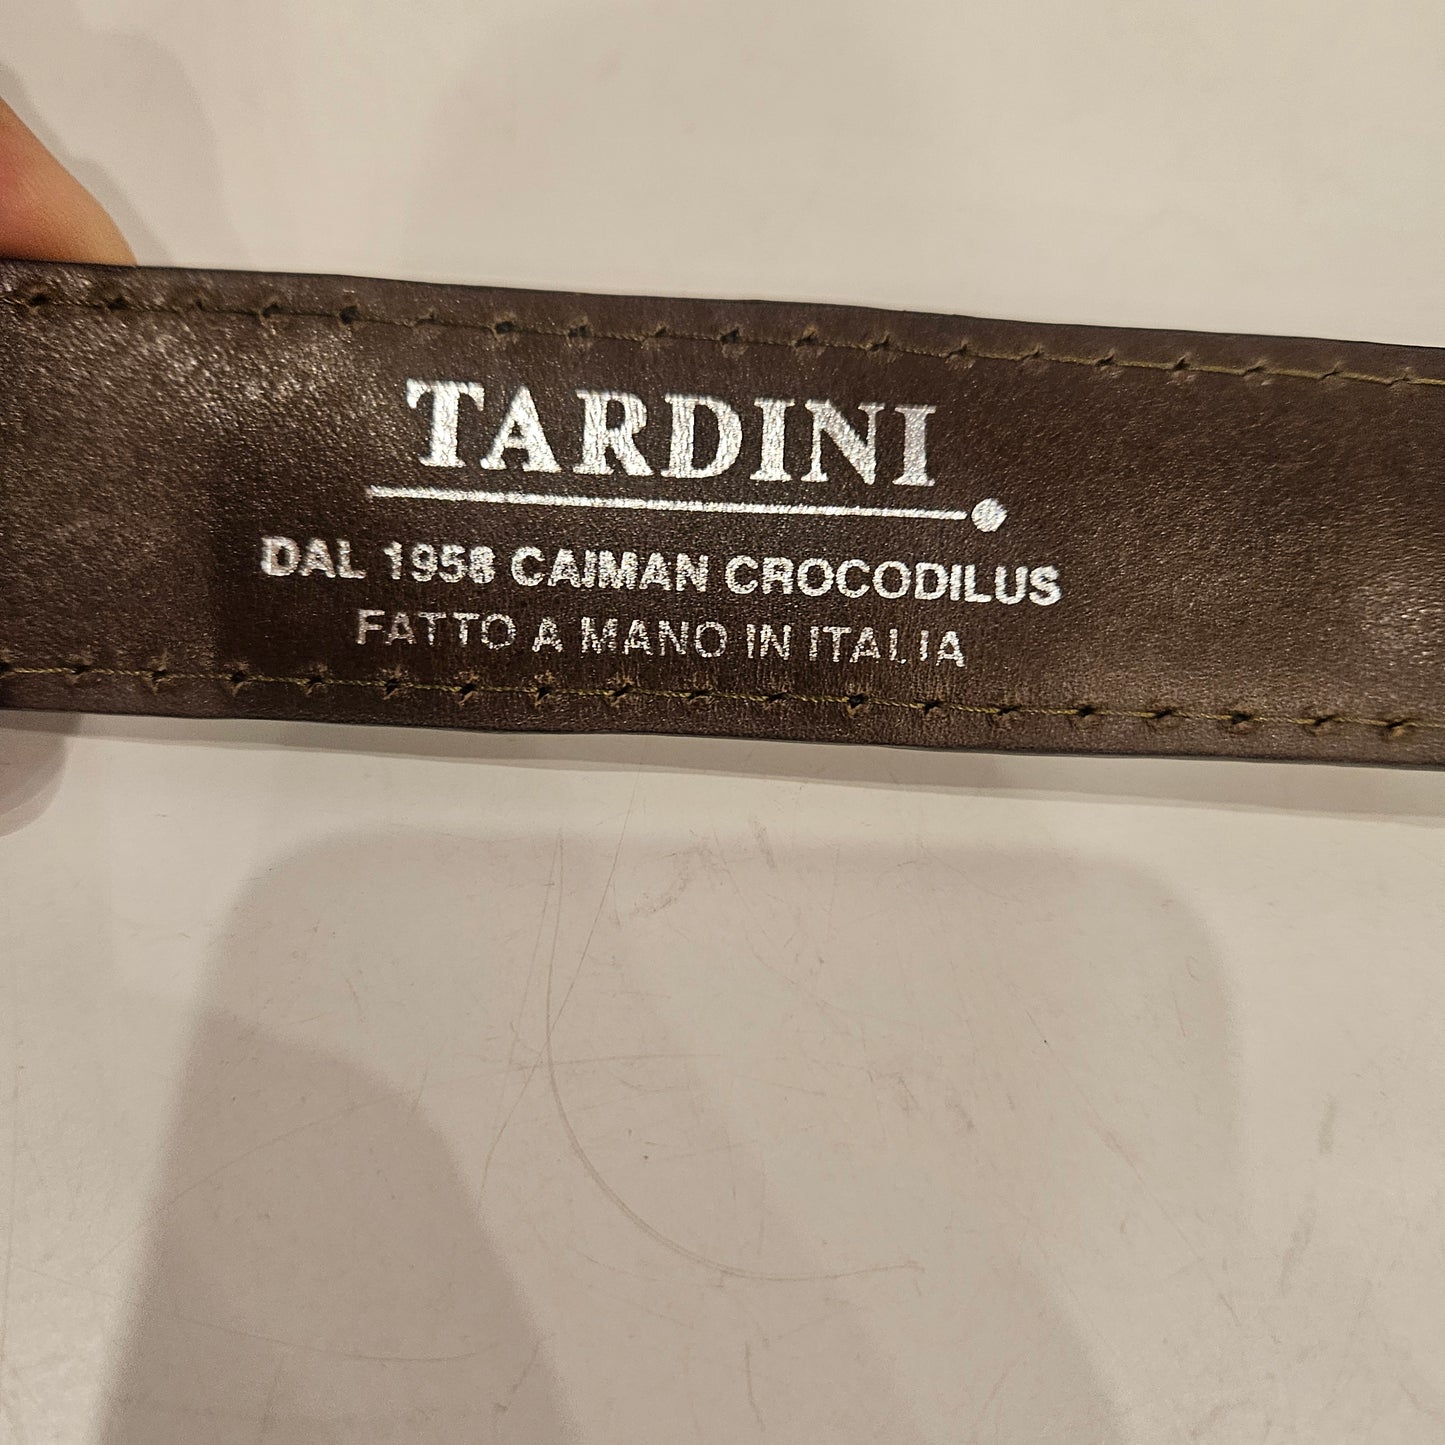 TARDINI
DAL 1958 CAIMAN CROCODILUS
FATTO A MANO IN ITALIA